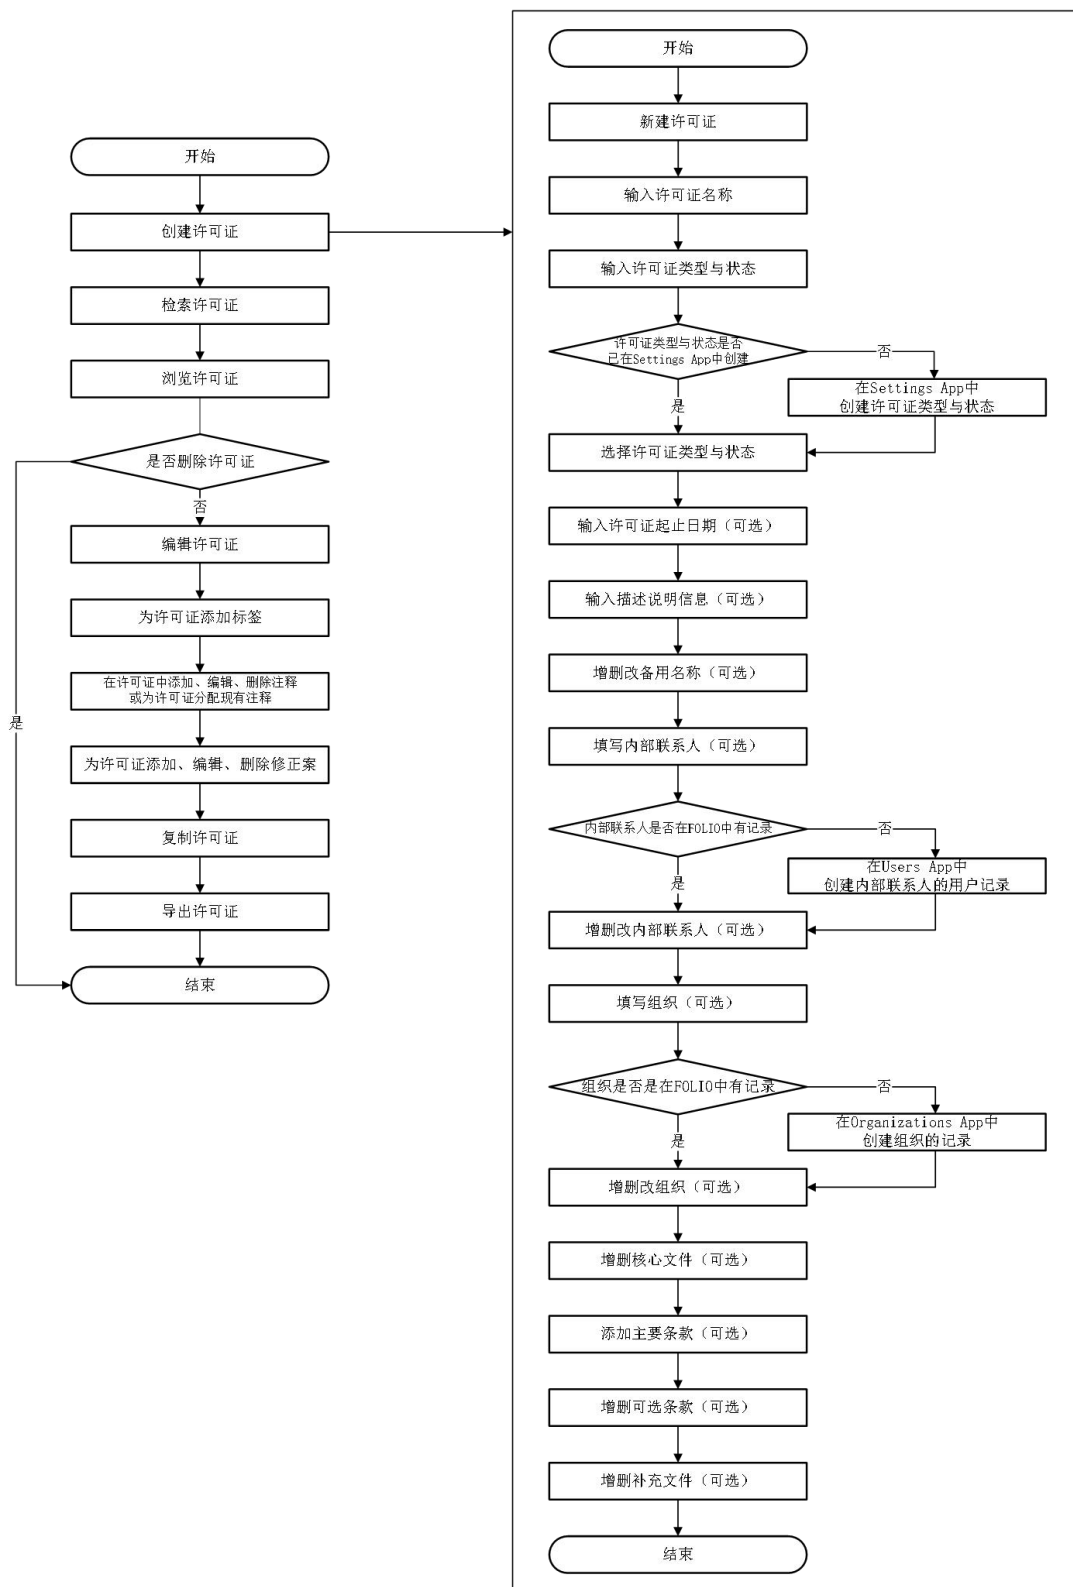 开始
创建许可证
检索许可证
浏览许可证
是否删除许可证
否
编辑许可证
为许可证添加标签
在许可证中添加、编辑、删除注释
或为许可证分配现有注释
是
为许可证添加、编辑、删除修正案
复制许可证
导出许可证
结束
开始
新建许可证
输入许可证名称
输入许可证类型与状态
许可证类型与状态是否
已在Settings App中创建
否
在Settings App中
创建许可证类型与状态
是
选择许可证类型与状态
输入许可证起止日期（可选）
输入描述说明信息（可选）
增删改备用名称（可选）
填写内部联系人（可选）
内部联系人是否在FOLIO中有记录
否
在Users App中
创建内部联系人的用户记录
是
增删改内部联系人（可选）
填写组织（可选）
组织是否是在FOLIO中有记录
否
在Organizations App中
创建组织的记录
是
增删改组织（可选）
增删核心文件（可选）
添加主要条款（可选）
增删可选条款（可选）
增删补充文件（可选）
结束